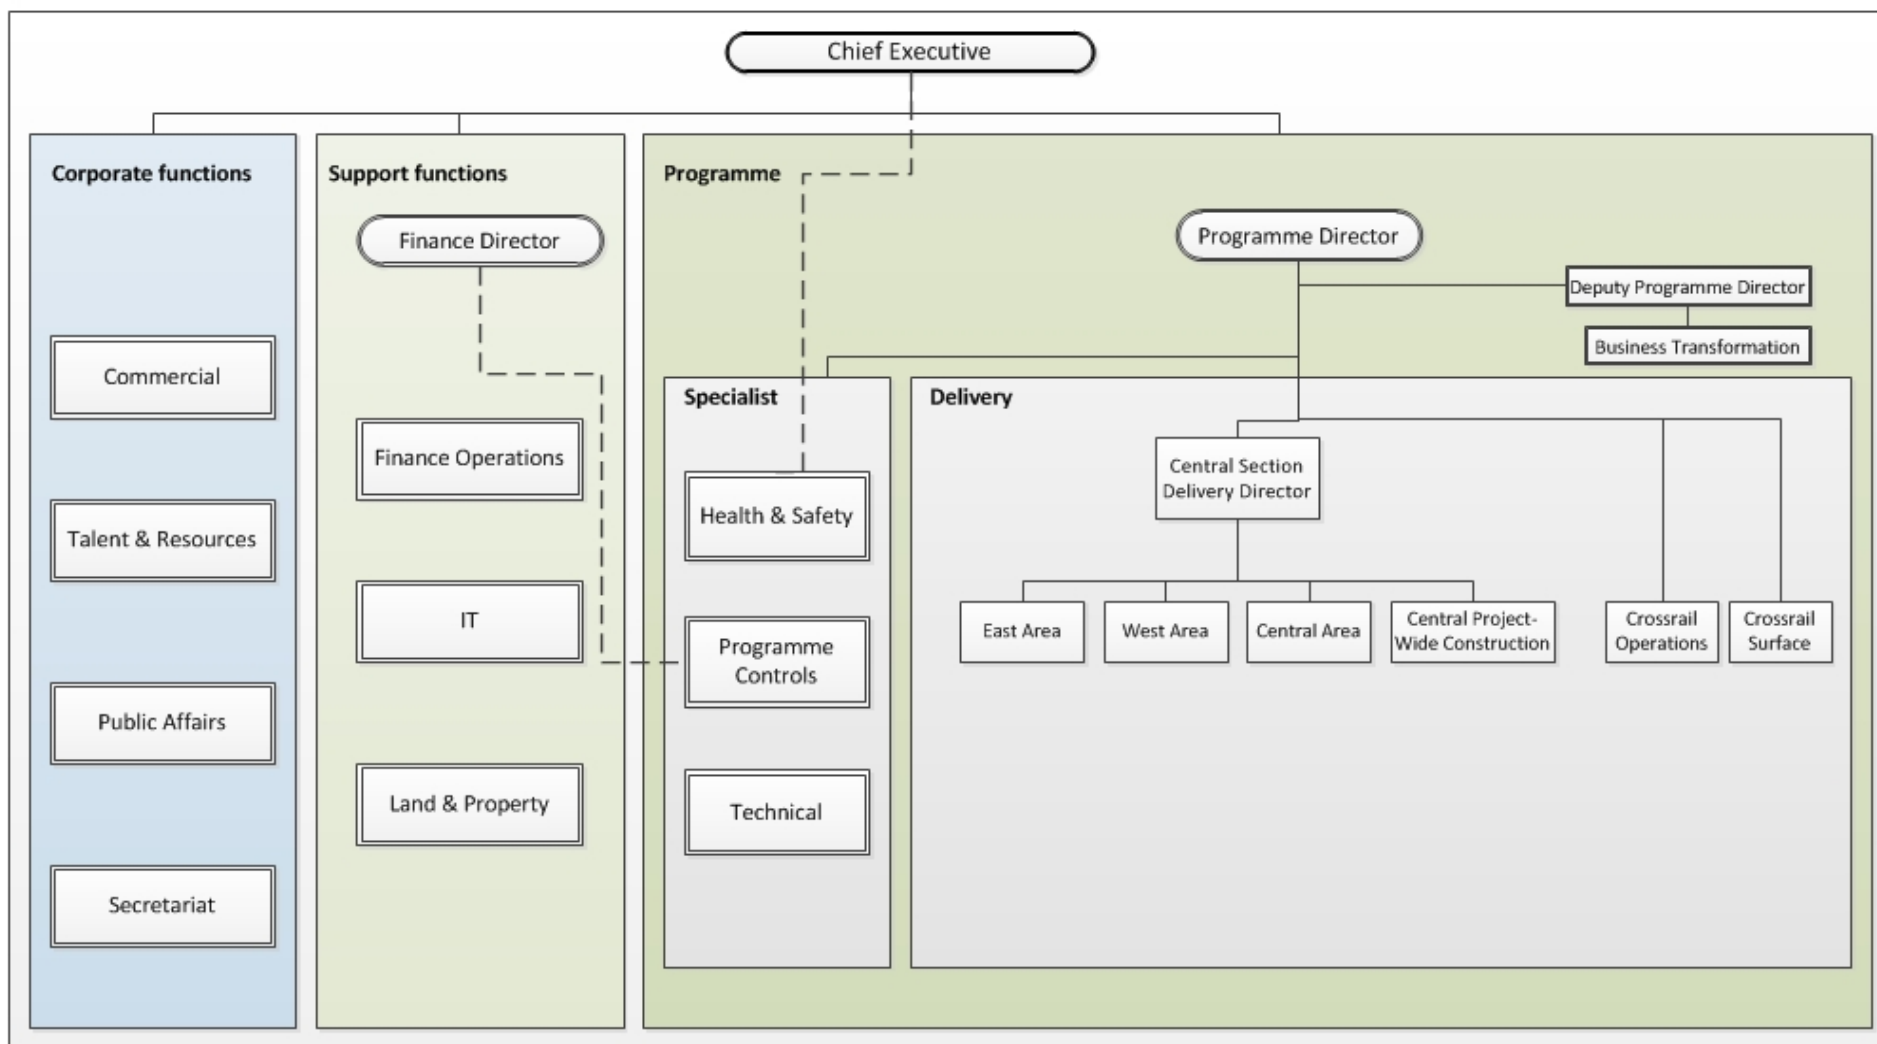 Chief Executive
Corporate functions
Commercial
Talent & Resources
Public Affairs
Secretariat
Support functions
Finance Director
Finance Operations
IT
Land & Property
Programme
Programme Director
Deputy Programme Director
Business Transformation
Specialist
Health & Safety
Programme
Controls
Technical
Delivery
Central Section
Delivery Director
East Area
West Area
Central Area
Central Project-
Wide Construction
Crossrail
Operations
Crossrail
Surface